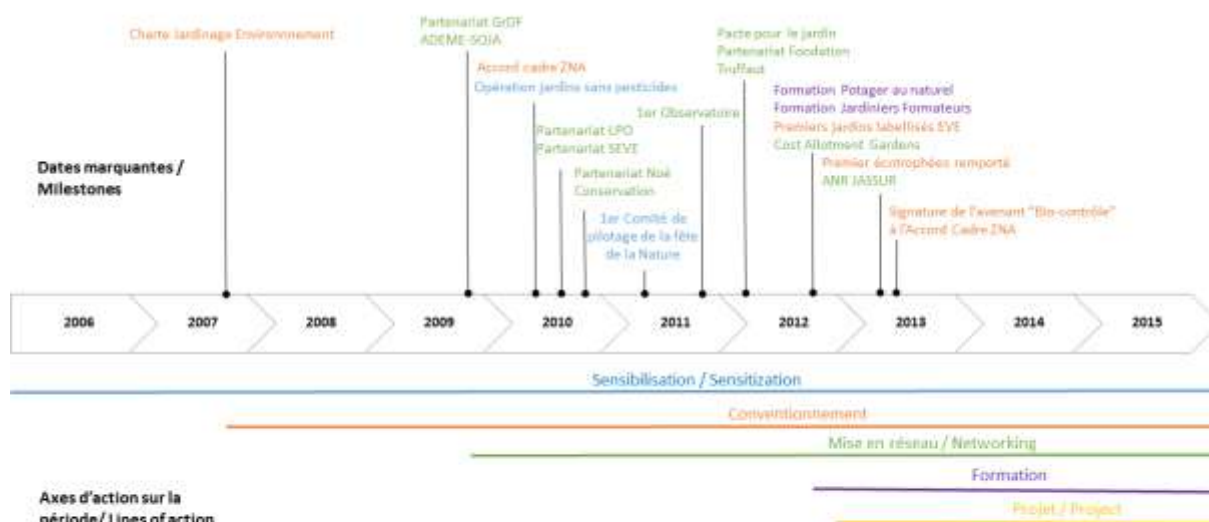 Charte Jardinage Environnement
Partenariat GrDF
ADEME-SOJA
Accord cadre ZNA
Opération jardins sans pesticides
Partenariat LPO
Partenariat SEVE
Partenariat Noé
Conservation
1er Comité de
pilotage de la fête
de la Nature
1er Observatoire
Pacte pour le jardin
Partenariat Fondation
Truffaut
Formation Potager au naturel
Formation Jardiniers Formateurs
Premiers jardins labellisés EVE
Cost Allotment Gardens
Premier écotrophées remporté
ANR JASSUR
Signature de l'avenant "Bio-contrôle"
à l'Accord Cadre ZNA
Dates marquantes /
Milestones
2006 2007 2008 2009 2010 2011 2012 2013 2014 2015
Sensibilisation / Sensitization
Conventionnement
Mise en réseau / Networking
Formation
Projet / Project
Axes d'action sur la
période/ Lines of action